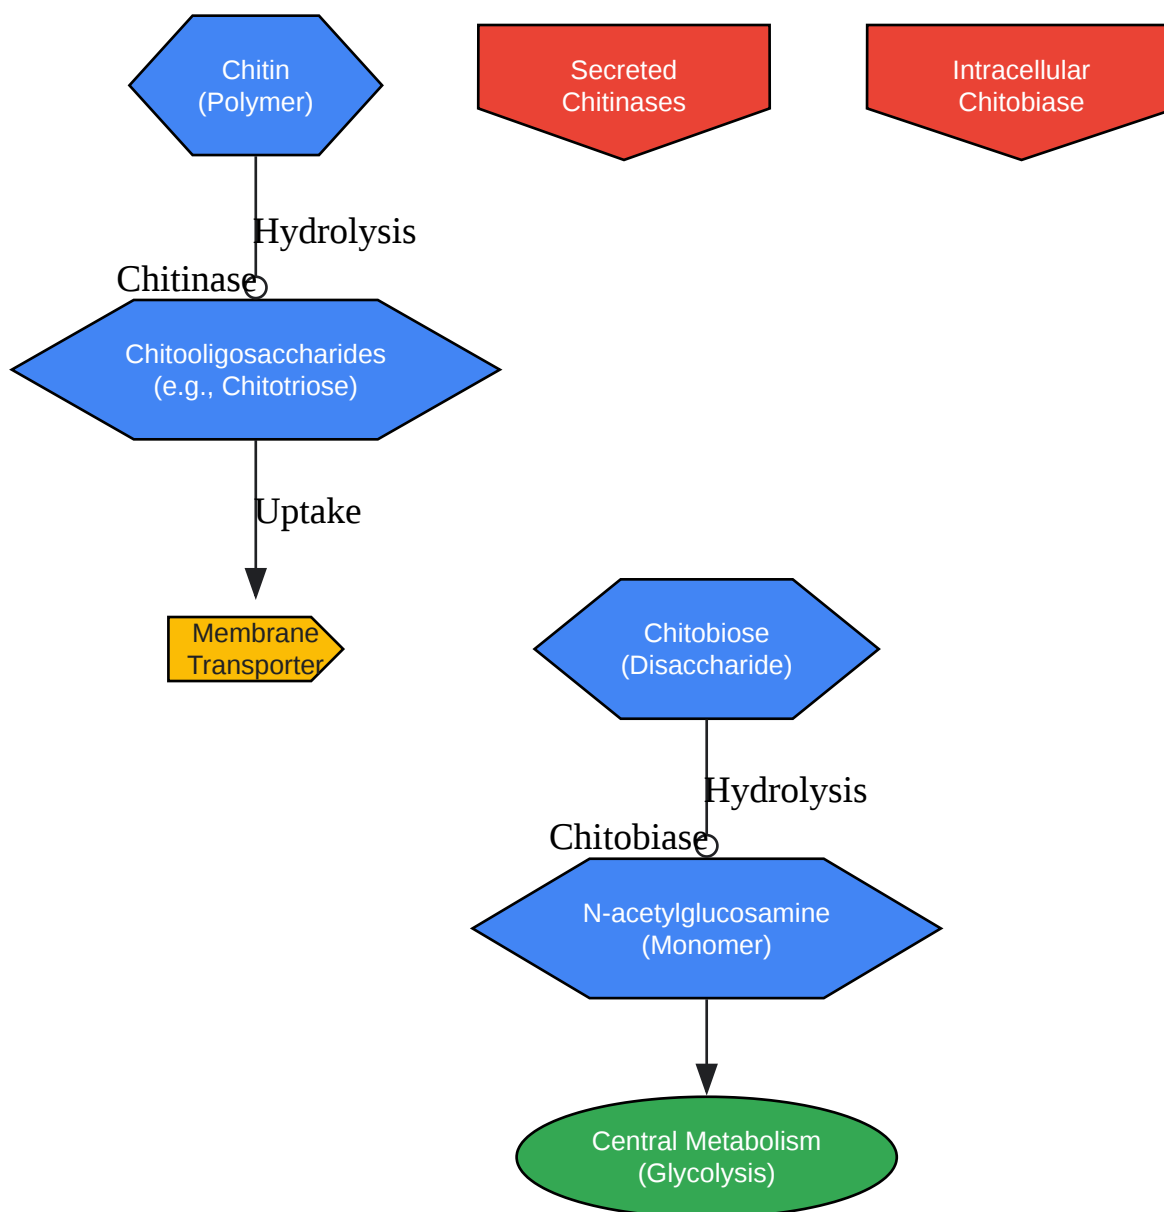 Chitin
(Polymer)
Secreted
Chitinases
Intracellular
Chitobiase
Hydrolysis
Chitinase
Chitooligosaccharides
(e.g., Chitotriose)
Uptake
Membrane
Transporter
Chitobiose
(Disaccharide)
Hydrolysis
Chitobiase
N-acetylglucosamine
(Monomer)
Central Metabolism
(Glycolysis)